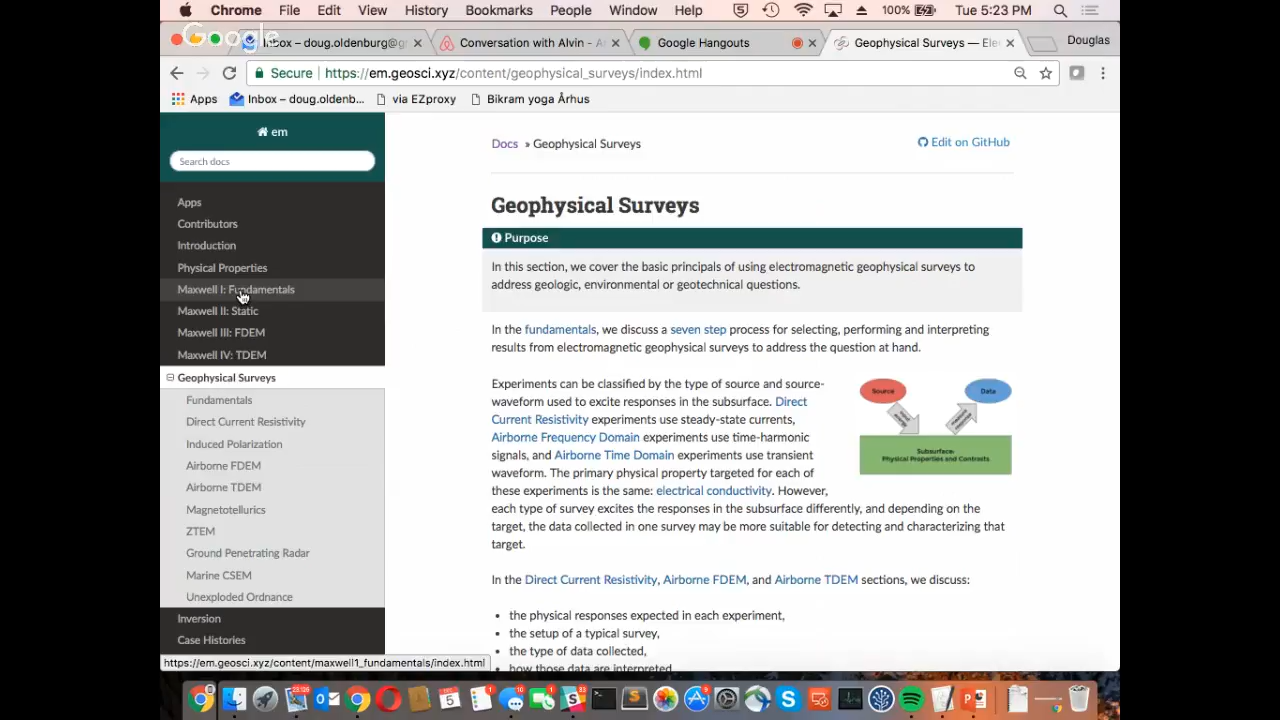 Chrome File Edit View History Bookmarks People Window Help 100% Tue 5:23 PM
Google
Inbox – doug.oldenburg@g
Conversation with Alvin - A
Google Hangouts
Geophysical Surveys — Ele
Douglas
Secure https://em.geosci.xyz/content/geophysical_surveys/index.html
Apps Inbox – doug.oldenb... via EZproxy Bikram yoga Århus
em
Search docs
Apps
Contributors
Introduction
Physical Properties
Maxwell I: Fundamentals
Maxwell II: Static
Maxwell III: FDEM
Maxwell IV: TDEM
Geophysical Surveys
Fundamentals
Direct Current Resistivity
Induced Polarization
Airborne FDEM
Airborne TDEM
Magnetotellurics
ZTEM
Ground Penetrating Radar
Marine CSEM
Unexploded Ordnance
Inversion
Case Histories
https://em.geosci.xyz/content/maxwell1_fundamentals/index.html
Docs » Geophysical Surveys
Edit on GitHub
Geophysical Surveys
Purpose
In this section, we cover the basic principals of using electromagnetic geophysical surveys to
address geologic, environmental or geotechnical questions.
In the fundamentals, we discuss a seven step process for selecting, performing and interpreting
results from electromagnetic geophysical surveys to address the question at hand.
Experiments can be classified by the type of source and source-
waveform used to excite responses in the subsurface. Direct
Current Resistivity experiments use steady-state currents,
Airborne Frequency Domain experiments use time-harmonic
signals, and Airborne Time Domain experiments use transient
waveform. The primary physical property targeted for each of
these experiments is the same: electrical conductivity. However,
each type of survey excites the responses in the subsurface differently, and depending on the
target, the data collected in one survey may be more suitable for detecting and characterizing that
target.
Source
Data
Subsurface:
Physical Properties and Contrasts
In the Direct Current Resistivity, Airborne FDEM, and Airborne TDEM sections, we discuss:
• the physical responses expected in each experiment,
• the setup of a typical survey,
• the type of data collected,
• how those data are interpreted